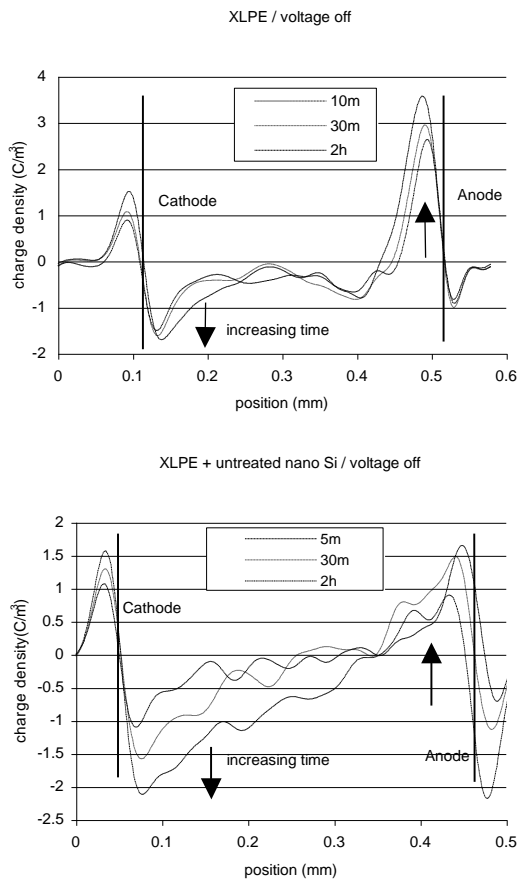 XLPE / voltage off
charge density (C/m³)
4
3
2
1
0
-1
-2
10m
30m
2h
Cathode
Anode
increasing time
0 0.1 0.2 0.3 0.4 0.5 0.6
position (mm)
XLPE + untreated nano Si / voltage off
charge density(C/m³)
2
1.5
1
0.5
0
-0.5
-1
-1.5
-2
-2.5
5m
30m
2h
Cathode
increasing time
Anode
0 0.1 0.2 0.3 0.4 0.5
position (mm)